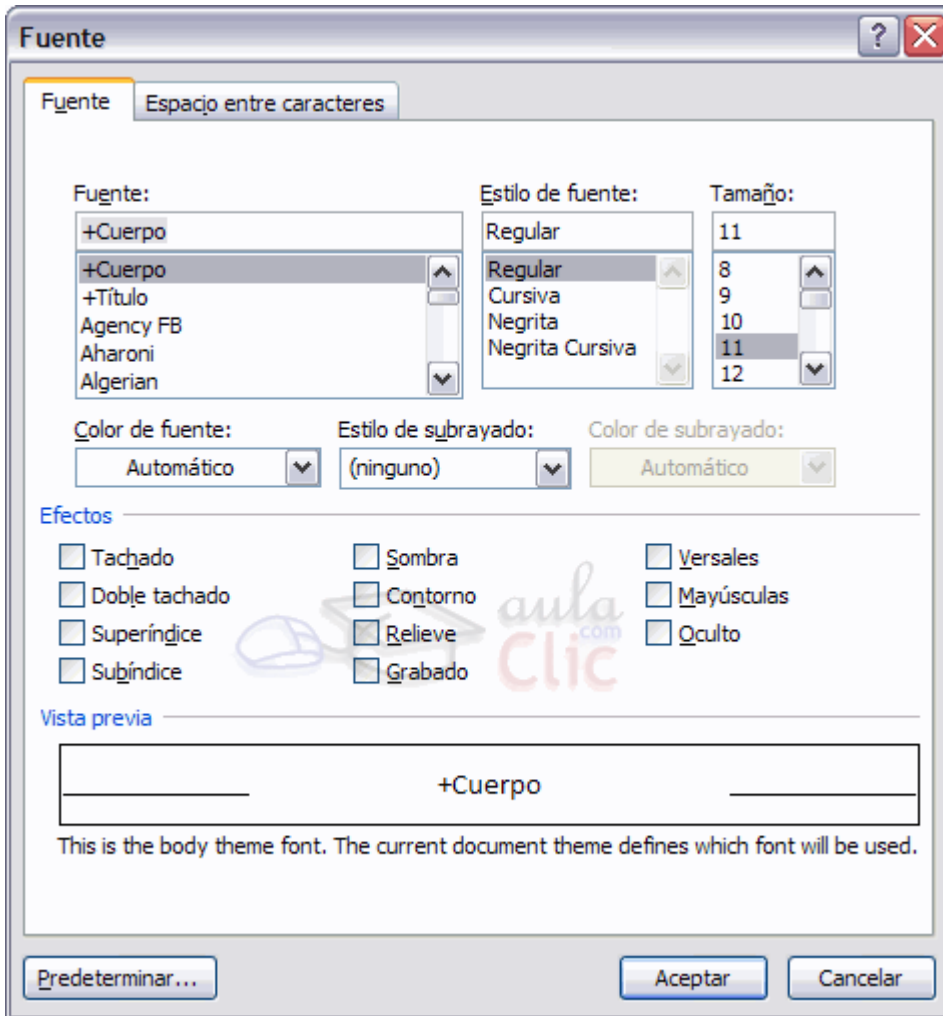 Fuente
Fuente Espacio entre caracteres
Fuente: Estilo de fuente: Tamaño:
+Cuerpo Regular 11
+Cuerpo Regular 8
+Título Cursiva 9
Agency FB Negrita 10
Aharoni Negrita Cursiva 11
Algerian 12
Color de fuente: Estilo de subrayado: Color de subrayado:
Automático (ninguno) Automático
Efectos
Tachado Sombra Versales
Doble tachado Contorno Mayúsculas
Superíndice Relieve Oculto
Subíndice Grabado
aula
.com
Clic
Vista previa
+Cuerpo
This is the body theme font. The current document theme defines which font will be used.
Predeterminar... Aceptar Cancelar